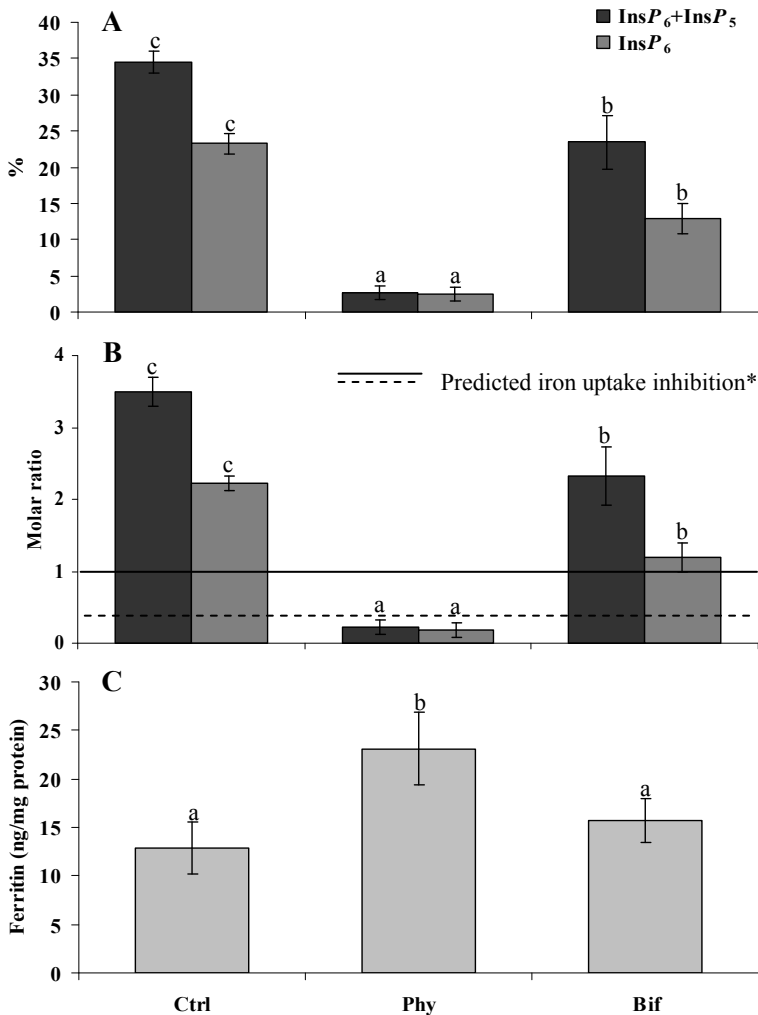 A
InsP6+InsP5
InsP6
40
35
30
25
20
15
10
5
0
%
c
c
a
a
b
b
B
Predicted iron uptake inhibition*
4
3
2
1
0
Molar ratio
c
c
a
a
b
b
C
30
25
20
15
10
5
0
Ferritin (ng/mg protein)
a
b
a
Ctrl Phy Bif